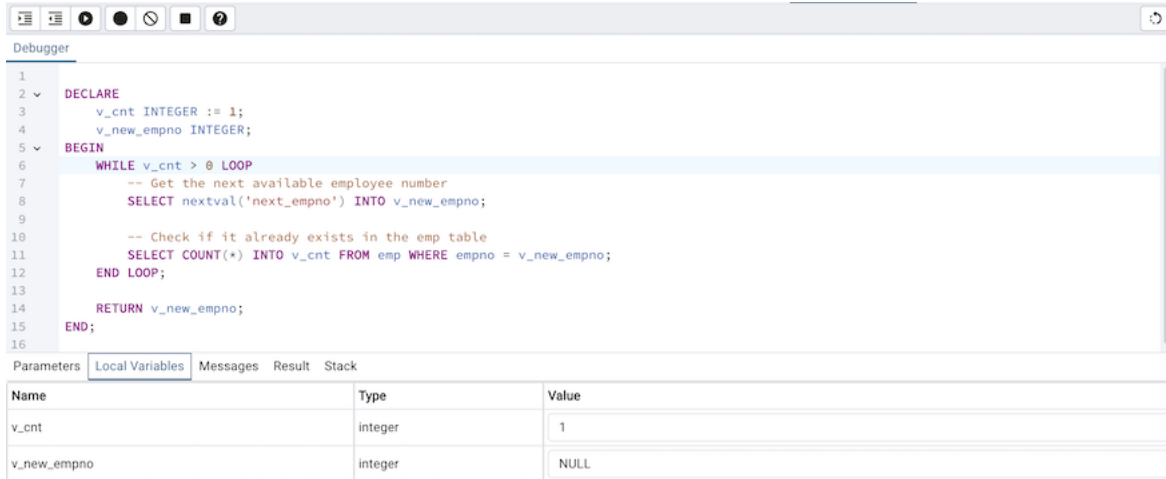 Debugger
1
2 DECLARE
3 v_cnt INTEGER := 1;
4 v_new_empno INTEGER;
5 BEGIN
6 WHILE v_cnt > 0 LOOP
7 -- Get the next available employee number
8 SELECT nextval('next_empno') INTO v_new_empno;
9
10 -- Check if it already exists in the emp table
11 SELECT COUNT(*) INTO v_cnt FROM emp WHERE empno = v_new_empno;
12 END LOOP;
13
14 RETURN v_new_empno;
15 END;
16
Parameters Local Variables Messages Result Stack
Name Type Value
v_cnt integer 1
v_new_empno integer NULL